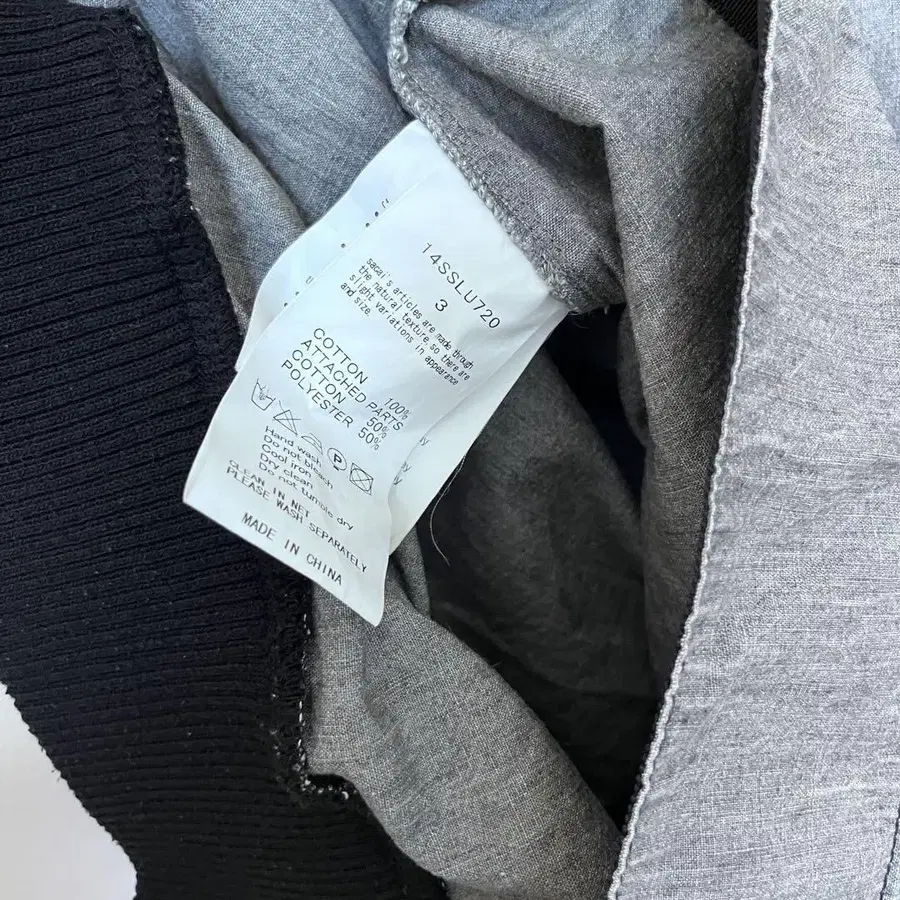 14SSLU720
3
sacai's articles are made through
the natural texture, so there are
slight variations in appearance
and size.
COTTON 100%
ATTACHED PARTS
COTTON 50%
POLYESTER 50%
P
Hand wash
Do not bleach
Cool iron
Dry clean
Do not tumble dry
CLEAN IN NET
PLEASE WASH SEPARATELY
MADE IN CHINA